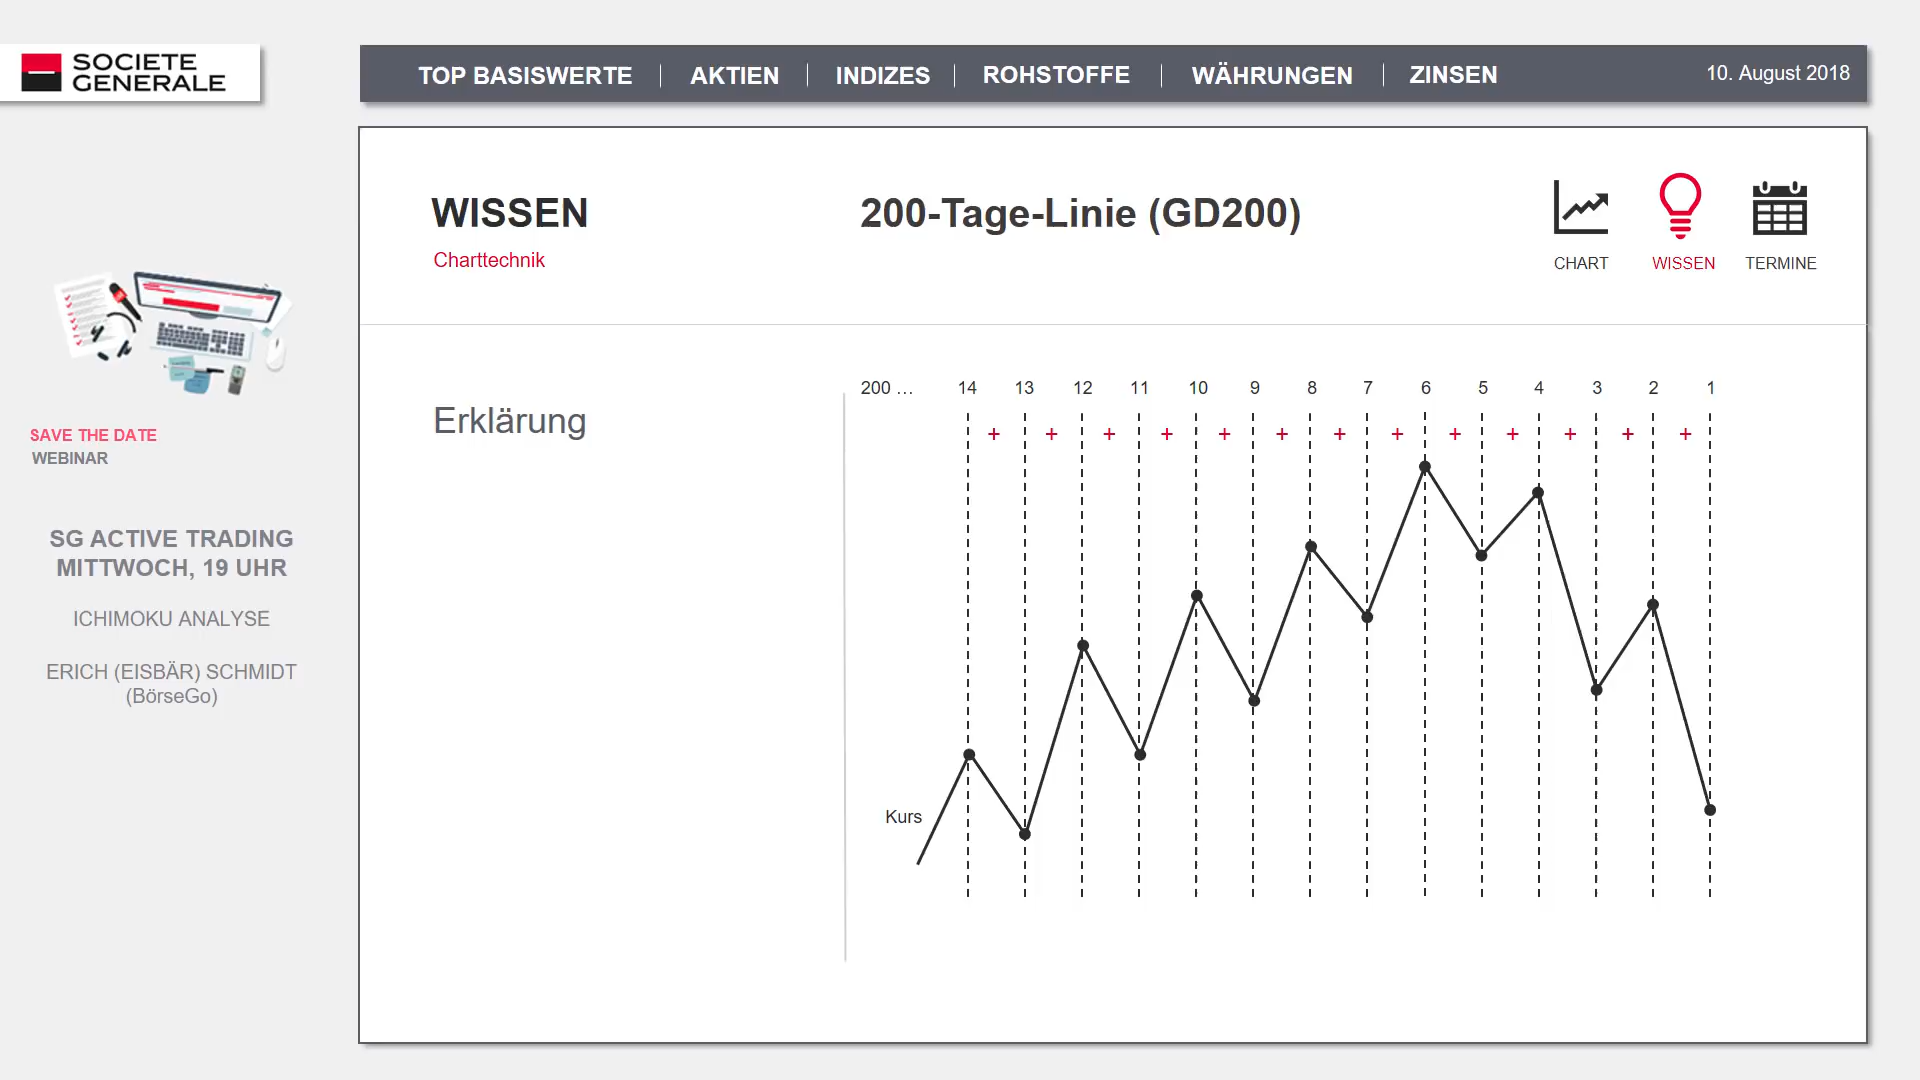 SOCIETE
GENERALE
TOP BASISWERTE
AKTIEN
INDIZES
ROHSTOFFE
WÄHRUNGEN
ZINSEN
10. August 2018
WISSEN
Charttechnik
200-Tage-Linie (GD200)
CHART
WISSEN
TERMINE
SAVE THE DATE
WEBINAR
SG ACTIVE TRADING
MITTWOCH, 19 UHR
ICHIMOKU ANALYSE
ERICH (EISBÄR) SCHMIDT
(BörseGo)
Erklärung
200 … 14 13 12 11 10 9 8 7 6 5 4 3 2 1
+ + + + + + + + + + + + +
Kurs